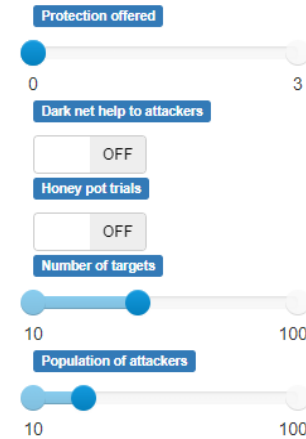 Protection offered
0 3
Dark net help to attackers
OFF
Honey pot trials
OFF
Number of targets
10 100
Population of attackers
10 100